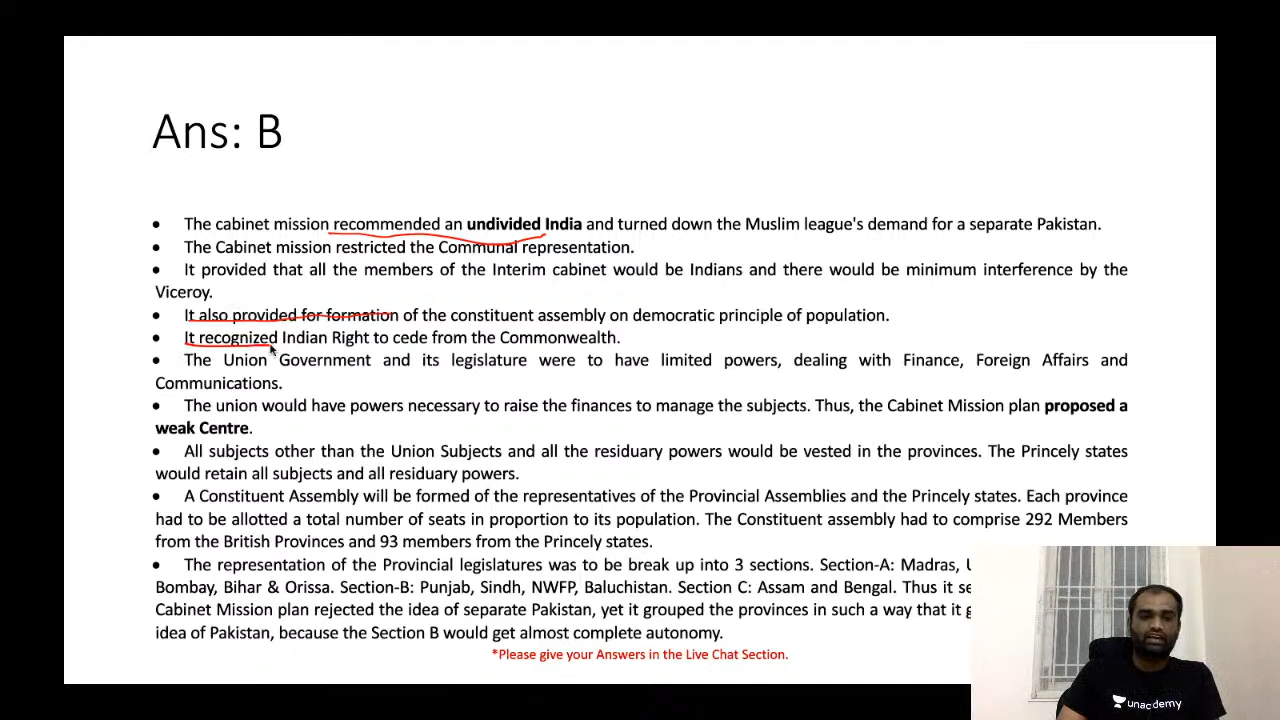 Ans: B
• The cabinet mission recommended an undivided India and turned down the Muslim league's demand for a separate Pakistan.
• The Cabinet mission restricted the Communal representation.
• It provided that all the members of the Interim cabinet would be Indians and there would be minimum interference by the
Viceroy.
• It also provided for formation of the constituent assembly on democratic principle of population.
• It recognized Indian Right to cede from the Commonwealth.
• The Union Government and its legislature were to have limited powers, dealing with Finance, Foreign Affairs and
Communications.
• The union would have powers necessary to raise the finances to manage the subjects. Thus, the Cabinet Mission plan proposed a
weak Centre.
• All subjects other than the Union Subjects and all the residuary powers would be vested in the provinces. The Princely states
would retain all subjects and all residuary powers.
• A Constituent Assembly will be formed of the representatives of the Provincial Assemblies and the Princely states. Each province
had to be allotted a total number of seats in proportion to its population. The Constituent assembly had to comprise 292 Members
from the British Provinces and 93 members from the Princely states.
• The representation of the Provincial legislatures was to be break up into 3 sections. Section-A: Madras,
Bombay, Bihar & Orissa. Section-B: Punjab, Sindh, NWFP, Baluchistan. Section C: Assam and Bengal. Thus it
Cabinet Mission plan rejected the idea of separate Pakistan, yet it grouped the provinces in such a way that it
idea of Pakistan, because the Section B would get almost complete autonomy.
*Please give your Answers in the Live Chat Section.
unacademy